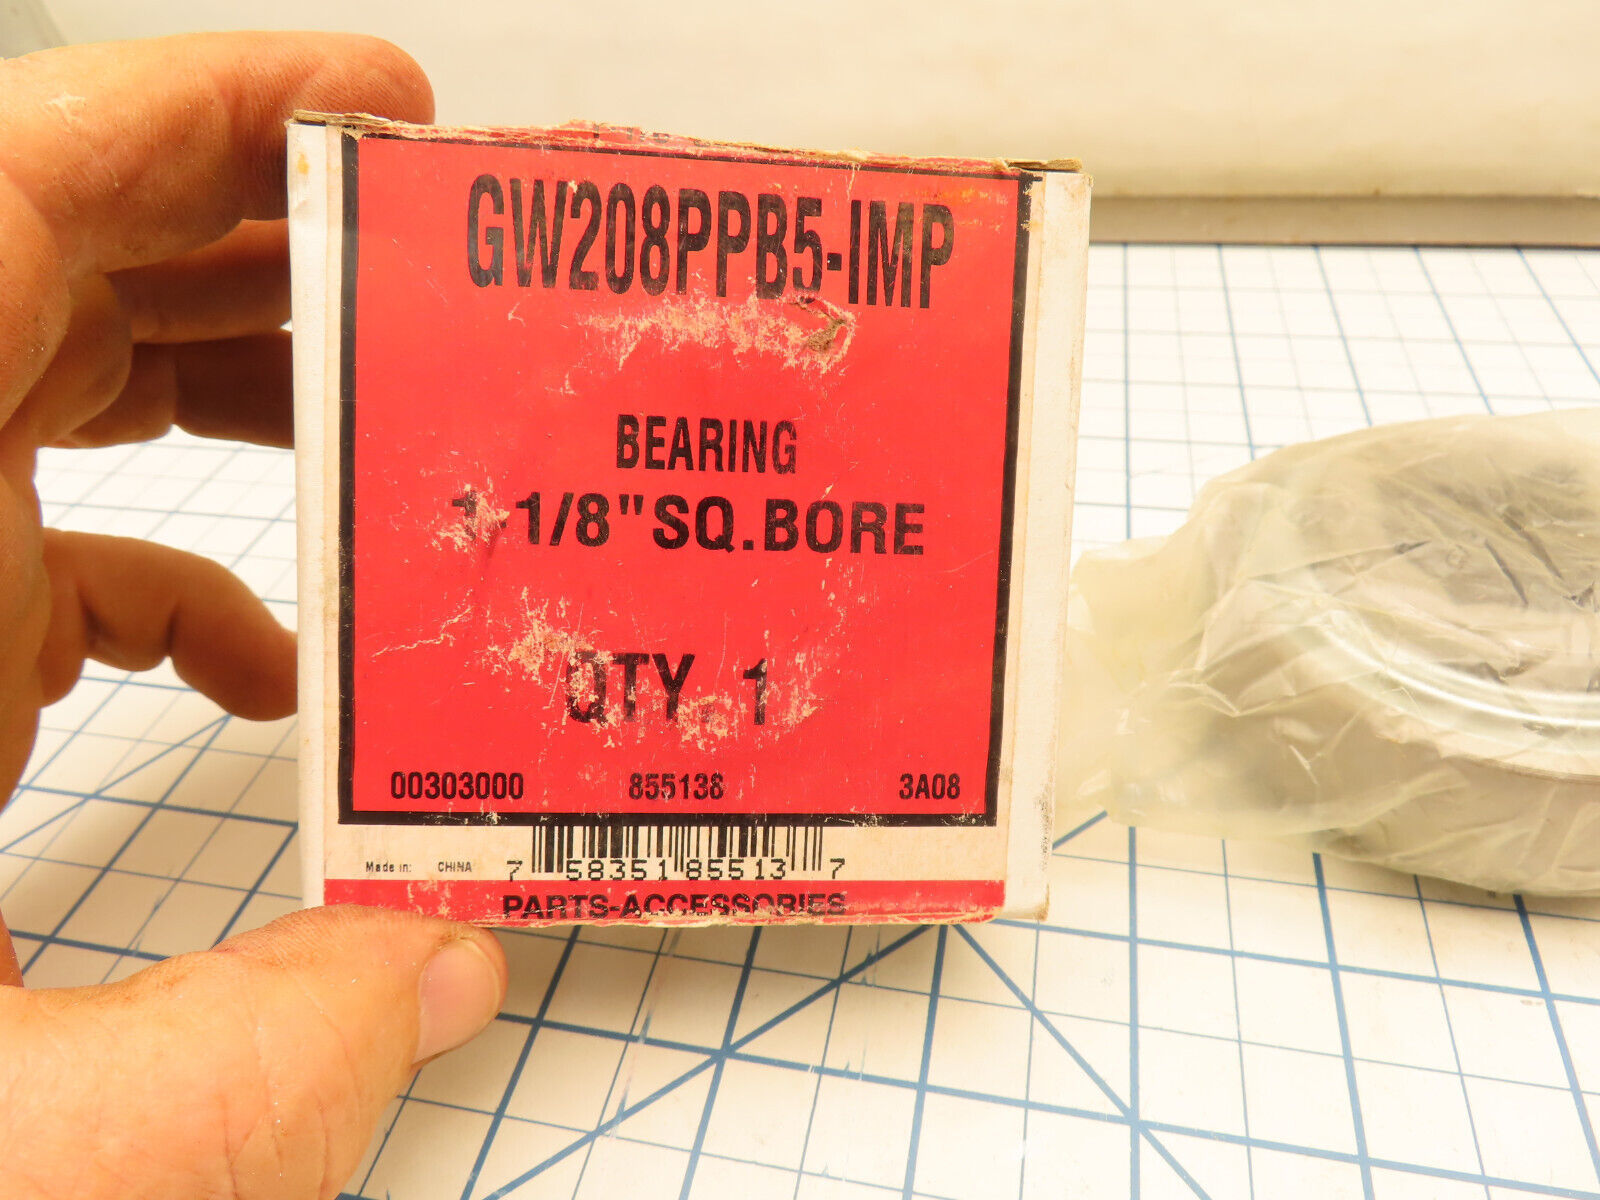 GW208PPB5-IMP
BEARING
1-1/8" SQ.BORE
QTY. 1
00303000 855138 3A08
Made in: CHINA
7 58351 85513 7
PARTS-ACCESSORIES